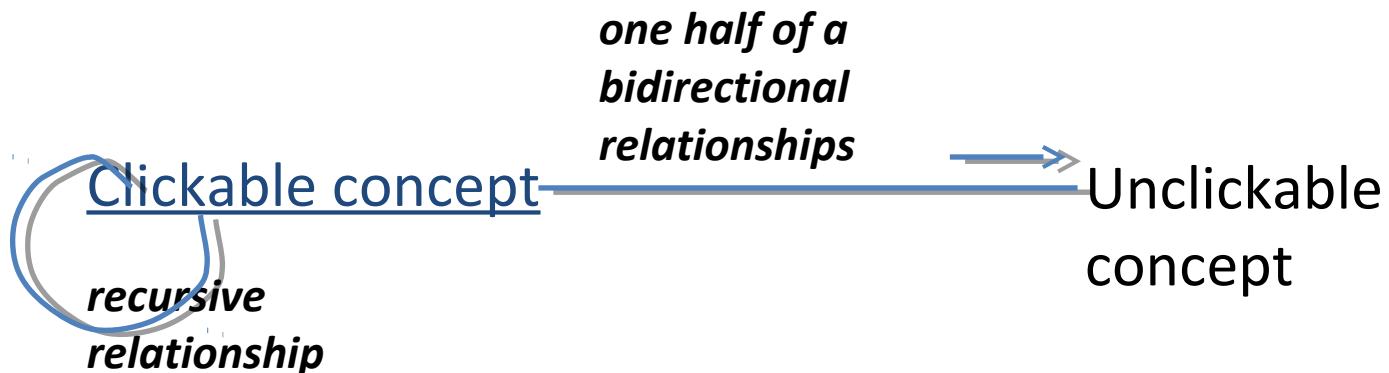 one half of a
bidirectional
relationships
Clickable concept
Unclickable
concept
recursive
relationship